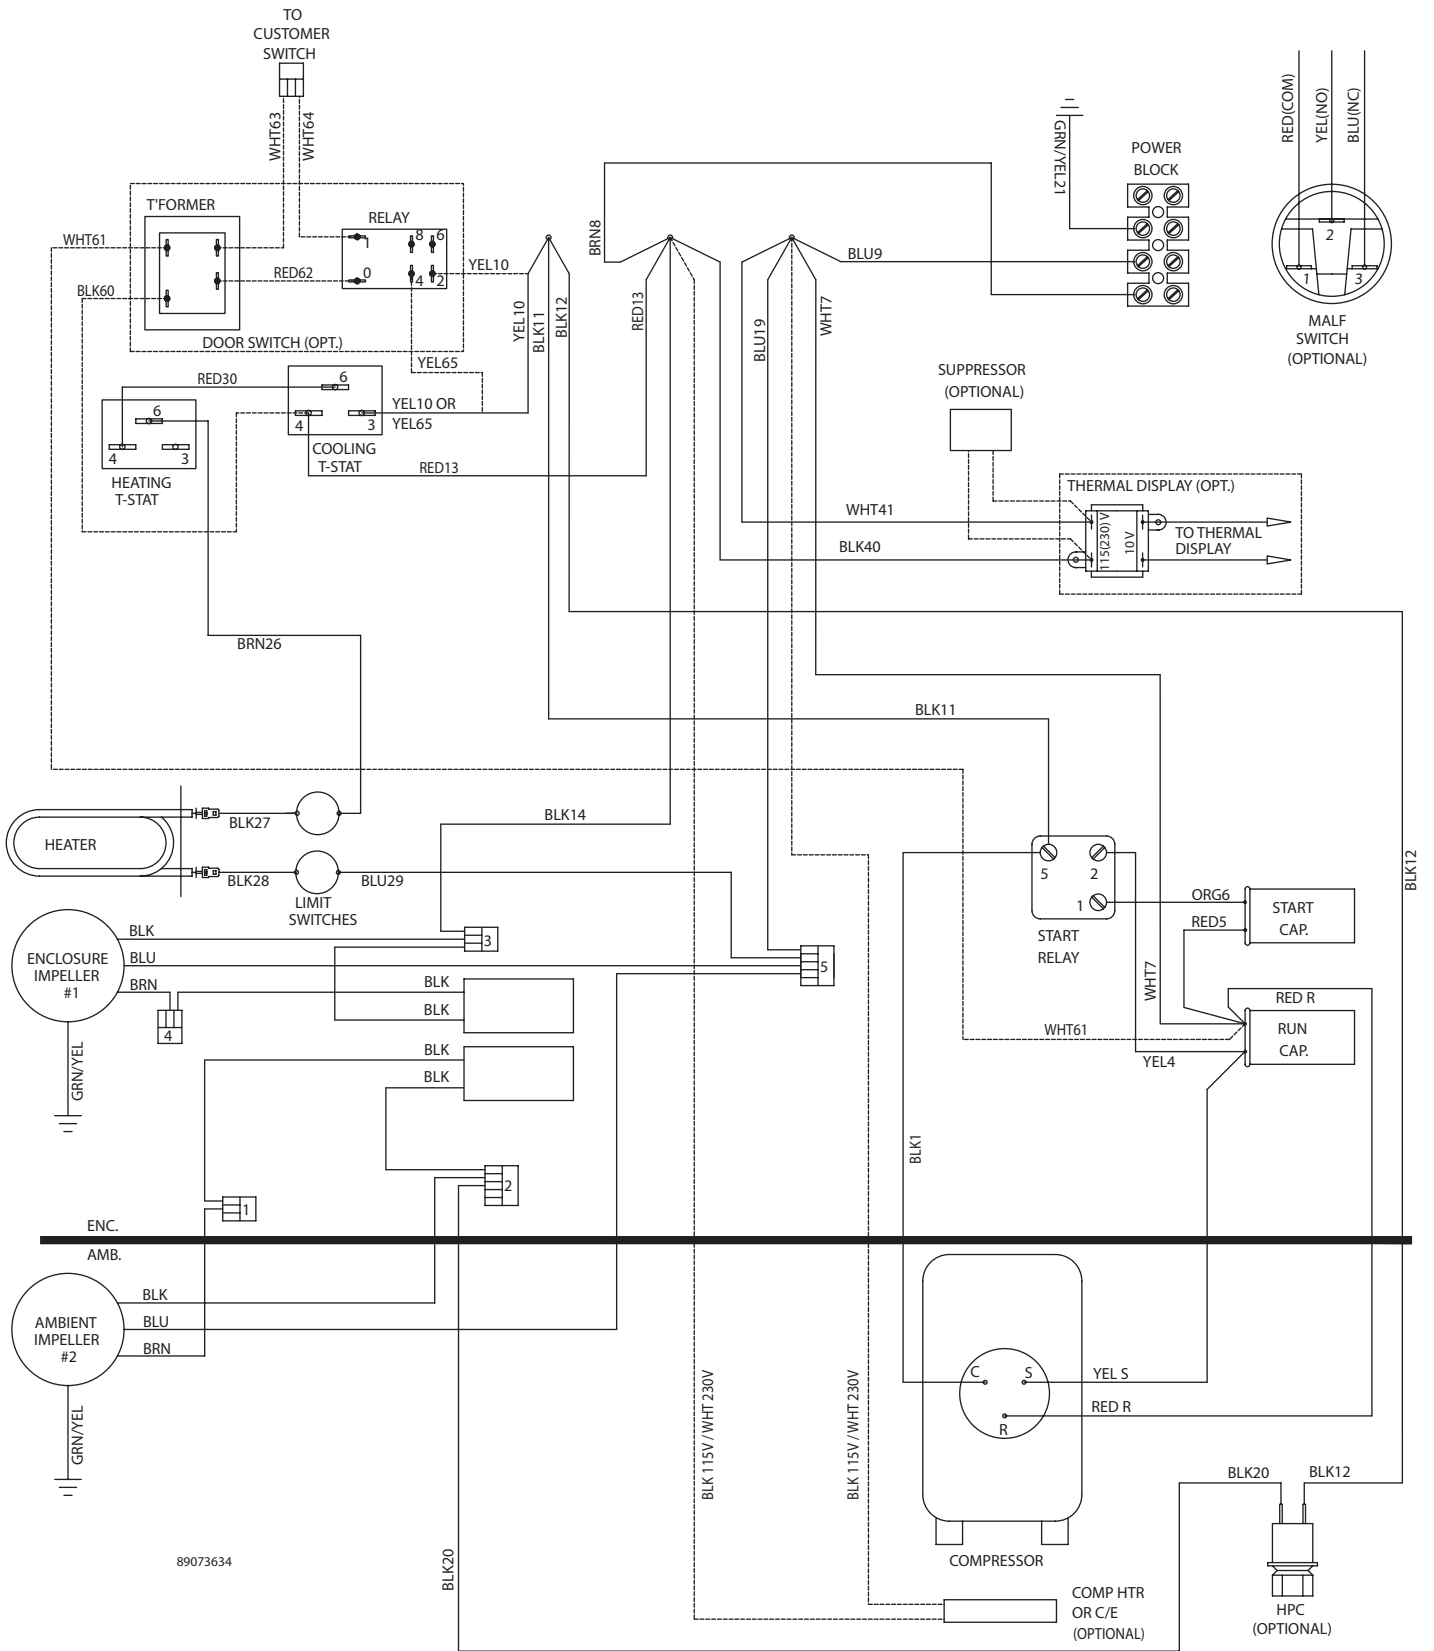 TO
CUSTOMER
SWITCH
WHT63
WHT64
T'FORMER
RELAY
1
8
6
0
4
2
WHT61
RED62
BLK60
DOOR SWITCH (OPT.)
YEL10
YEL65
YEL10
BLK11
BLK12
RED30
6
4
3
HEATING
T-STAT
6
4
3
COOLING
T-STAT
YEL10 OR
YEL65
RED13
RED13
BRN8
BLU19
WHT7
BLU9
GRN/YEL21
POWER
BLOCK
RED(COM)
YEL(NO)
BLU(NC)
2
1
3
MALF
SWITCH
(OPTIONAL)
SUPPRESSOR
(OPTIONAL)
THERMAL DISPLAY (OPT.)
115(230) V
10 V
TO THERMAL
DISPLAY
WHT41
BLK40
BRN26
BLK11
BLK14
HEATER
BLK27
BLK28
BLU29
LIMIT
SWITCHES
5
2
1
START
RELAY
ORG6
RED5
START
CAP.
BLK12
ENCLOSURE
IMPELLER
#1
BLK
BLU
BRN
3
5
4
BLK
BLK
BLK
BLK
GRN/YEL
WHT7
RED R
RUN
CAP.
WHT61
YEL4
BLK1
2
1
ENC.
AMB.
AMBIENT
IMPELLER
#2
BLK
BLU
BRN
GRN/YEL
BLK 115V / WHT 230V
BLK 115V / WHT 230V
C
S
R
YEL S
RED R
COMPRESSOR
BLK20
BLK12
BLK20
89073634
COMP HTR
OR C/E
(OPTIONAL)
HPC
(OPTIONAL)